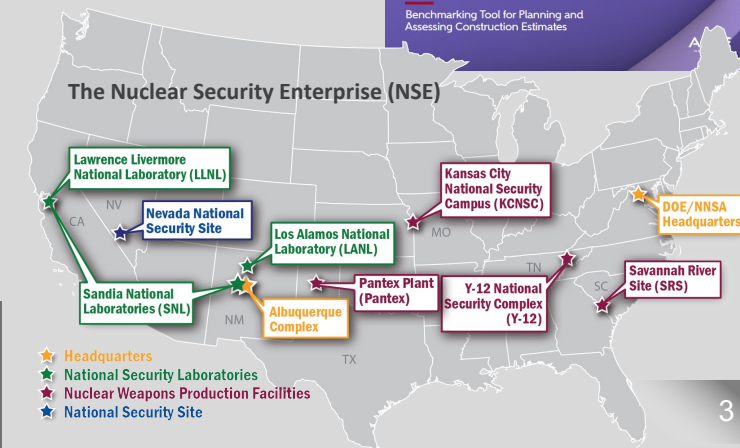 Benchmarking Tool for Planning and
Assessing Construction Estimates
The Nuclear Security Enterprise (NSE)
Lawrence Livermore
National Laboratory (LLNL)
Kansas City
National Security
Campus (KCNSC)
DOE/NNSA
Headquarters
NV
CA
Nevada National
Security Site
Los Alamos National
Laboratory (LANL)
MO
TN
Sandia National
Laboratories (SNL)
Albuquerque
Complex
Pantex Plant
(Pantex)
Y-12 National
Security Complex
(Y-12)
SC
Savannah River
Site (SRS)
NM
TX
Headquarters
National Security Laboratories
Nuclear Weapons Production Facilities
National Security Site
3